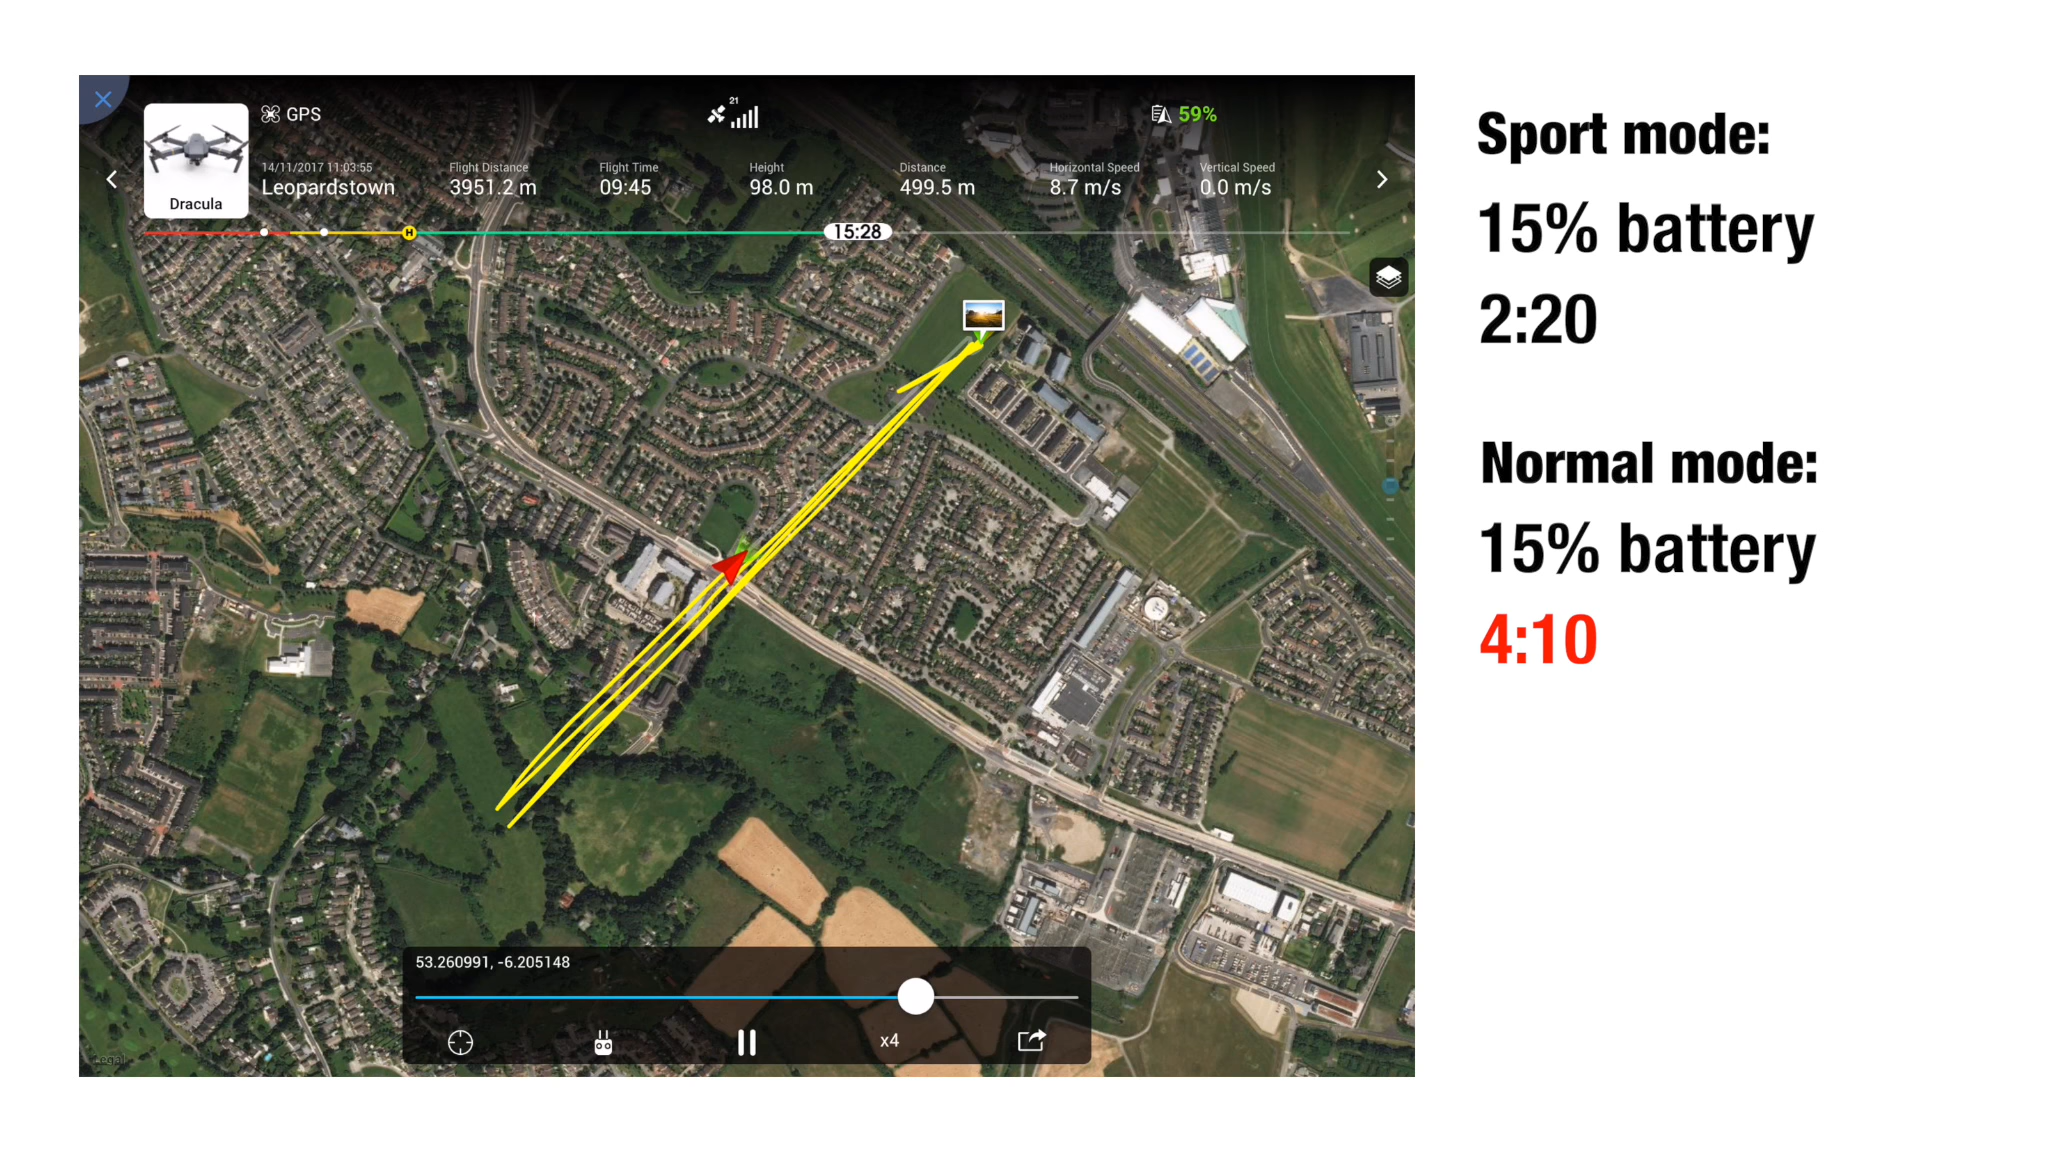 GPS
21
59%
14/11/2017 11:03:55
Leopardstown
Flight Distance
3951.2 m
Flight Time
09:45
Height
98.0 m
Distance
499.5 m
Horizontal Speed
8.7 m/s
Vertical Speed
0.0 m/s
Dracula
H
15:28
53.260991, -6.205148
x4
Legal
Sport mode:
15% battery
2:20
Normal mode:
15% battery
4:10